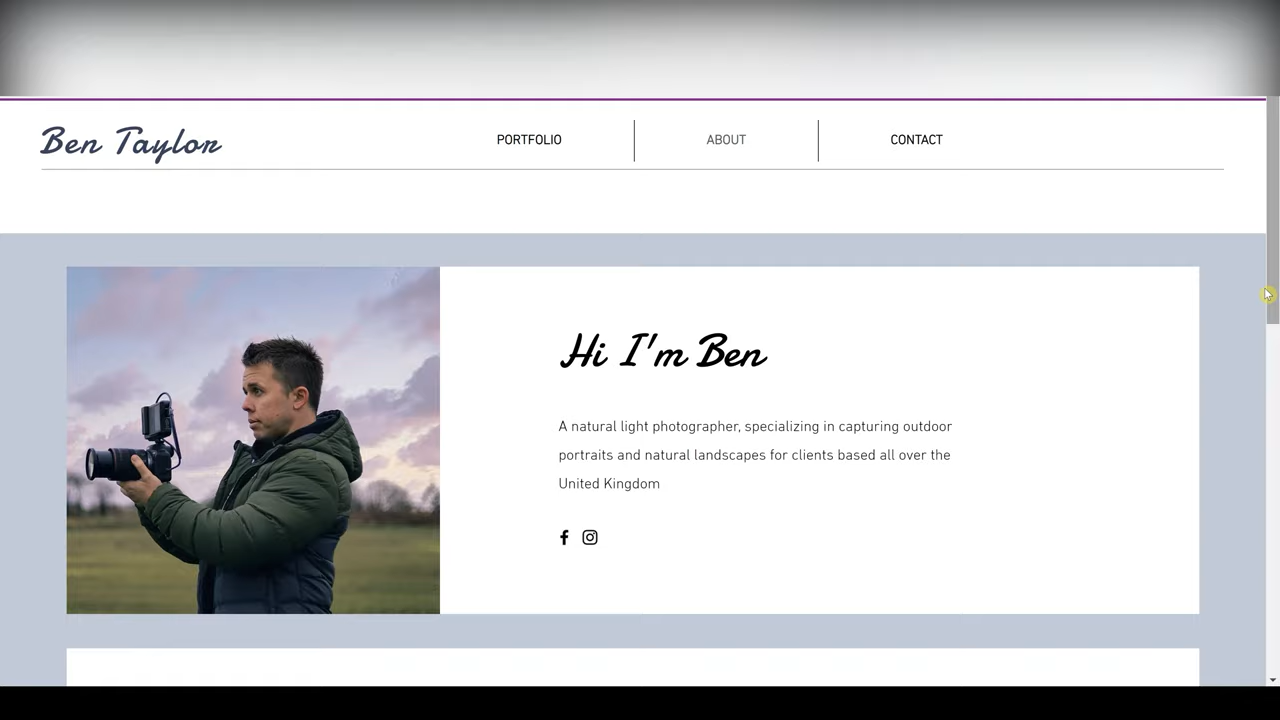 Ben Taylor
PORTFOLIO
ABOUT
CONTACT
Hi I'm Ben
A natural light photographer, specializing in capturing outdoor
portraits and natural landscapes for clients based all over the
United Kingdom